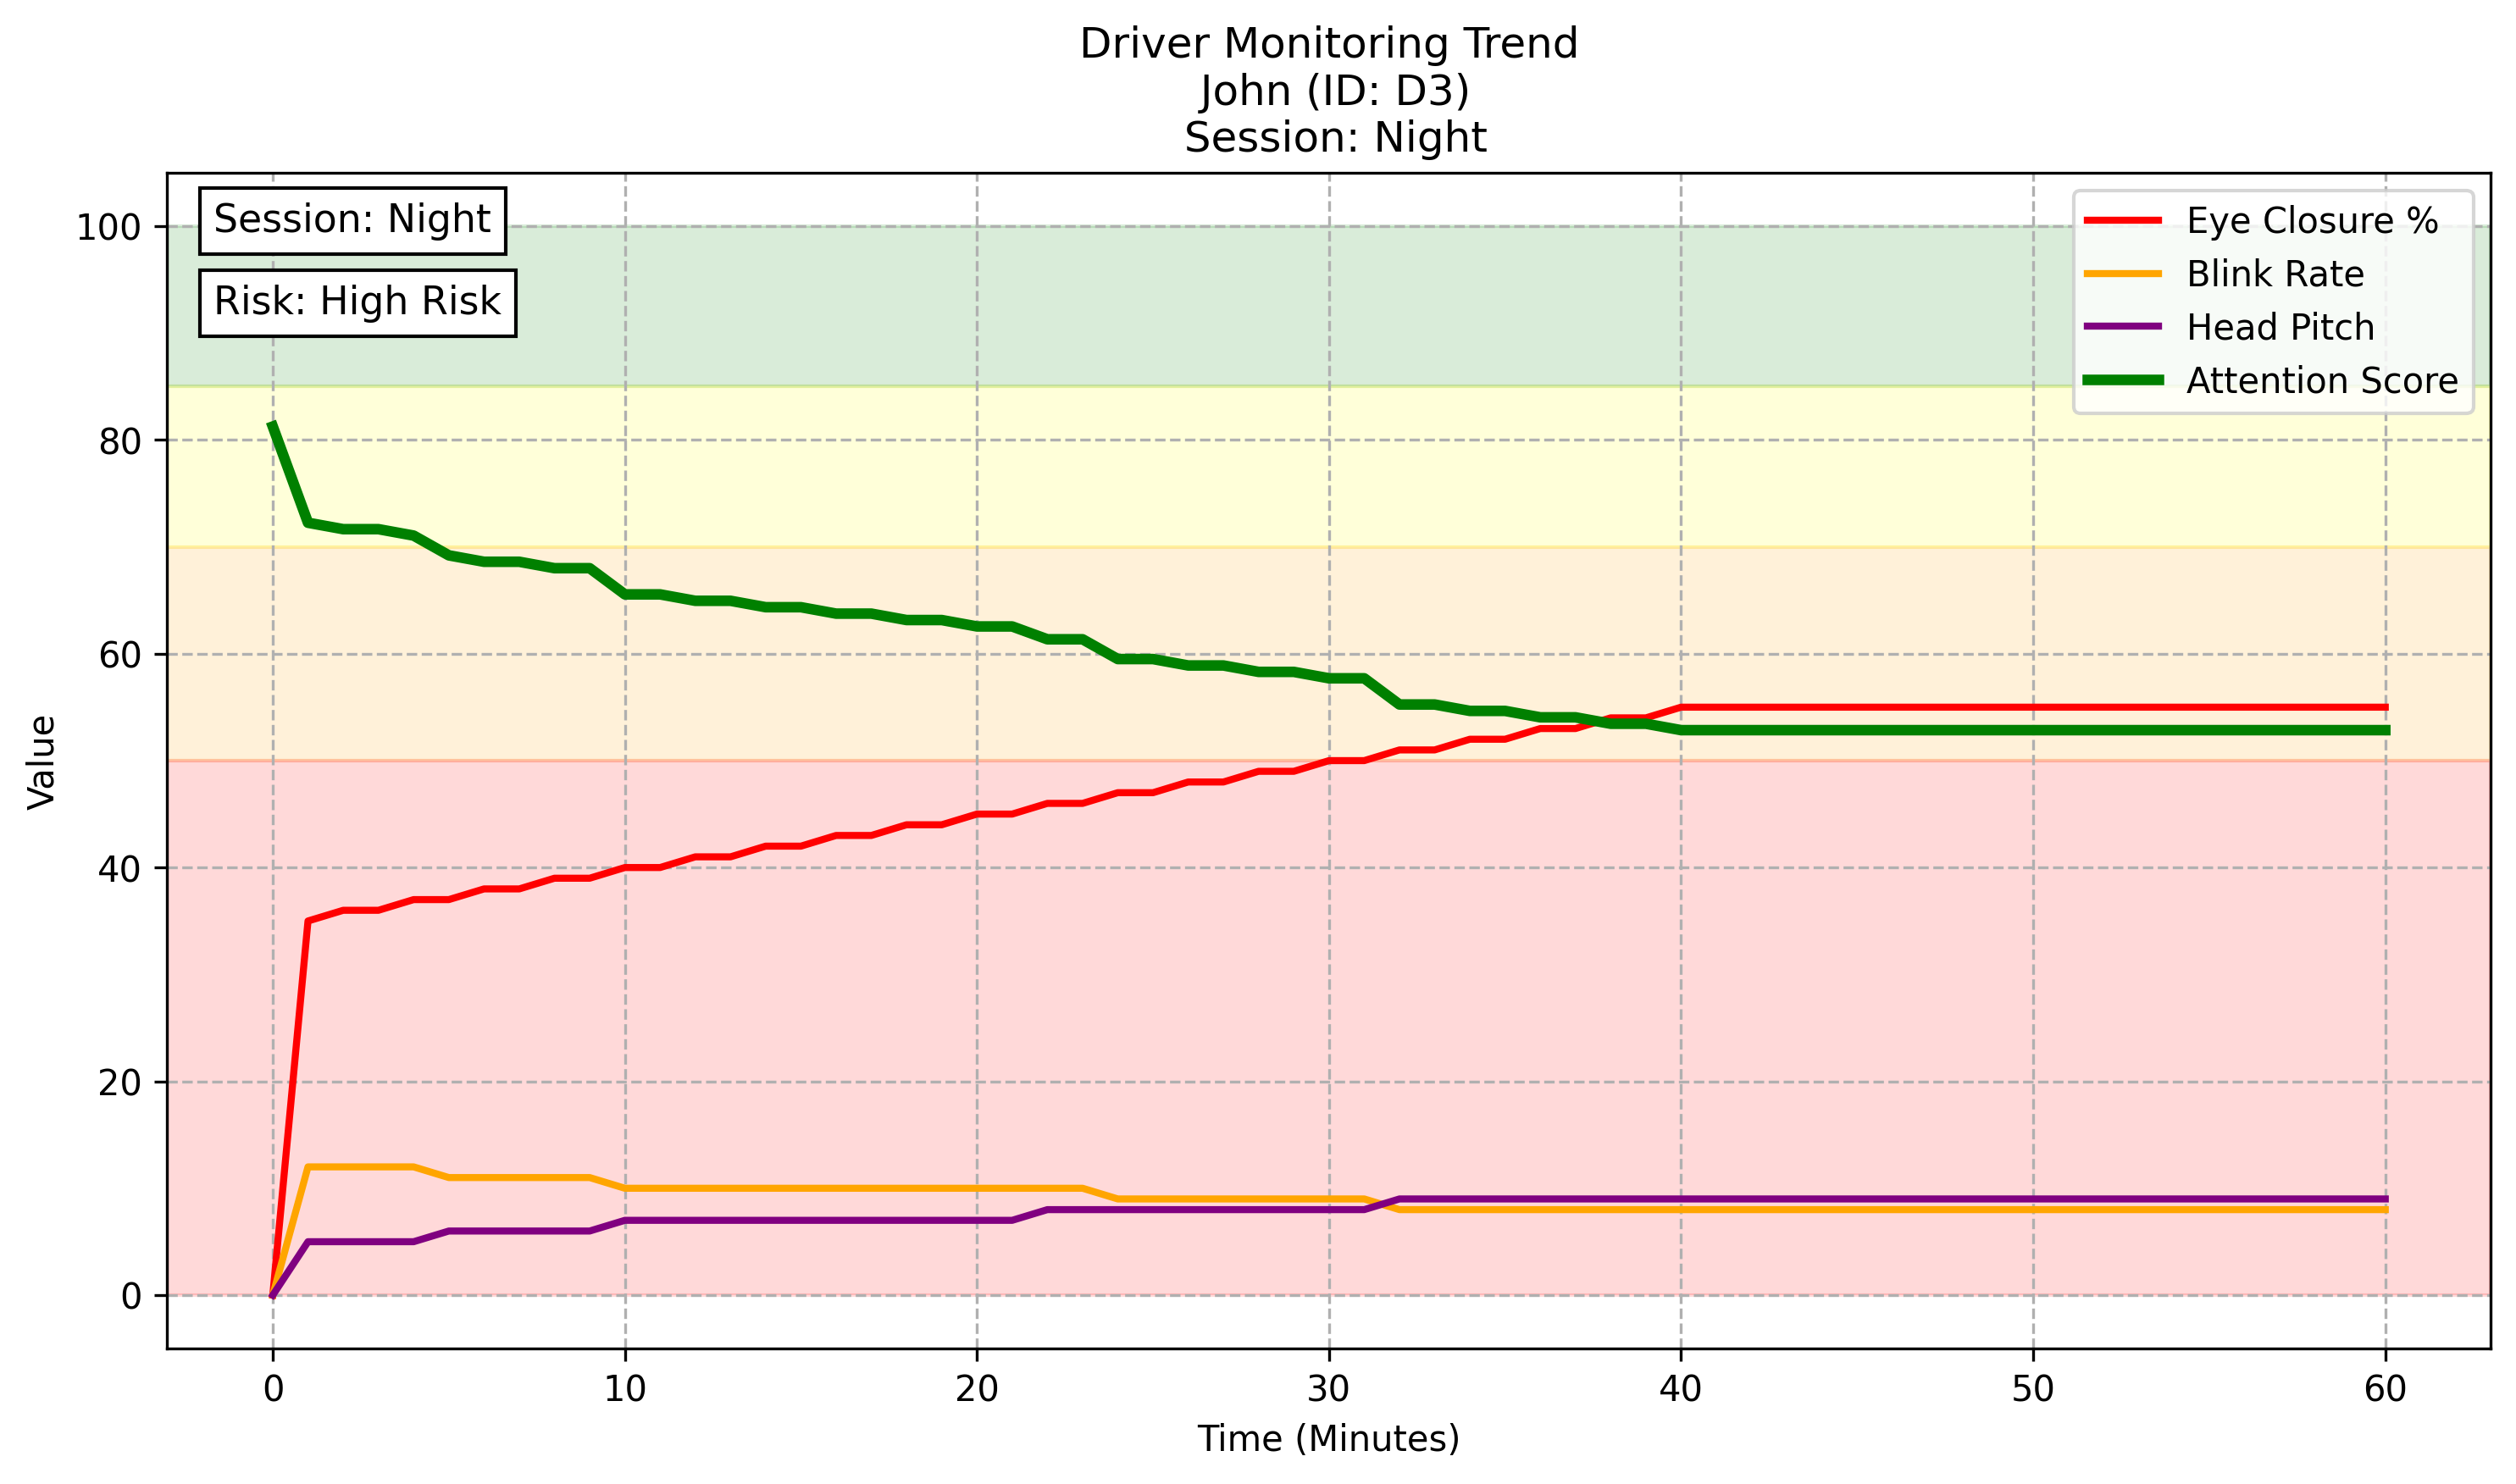 Driver Monitoring Trend
John (ID: D3)
Session: Night
Session: Night
Risk: High Risk
Eye Closure %
Blink Rate
Head Pitch
Attention Score
Value
100
80
60
40
20
0
0 10 20 30 40 50 60
Time (Minutes)